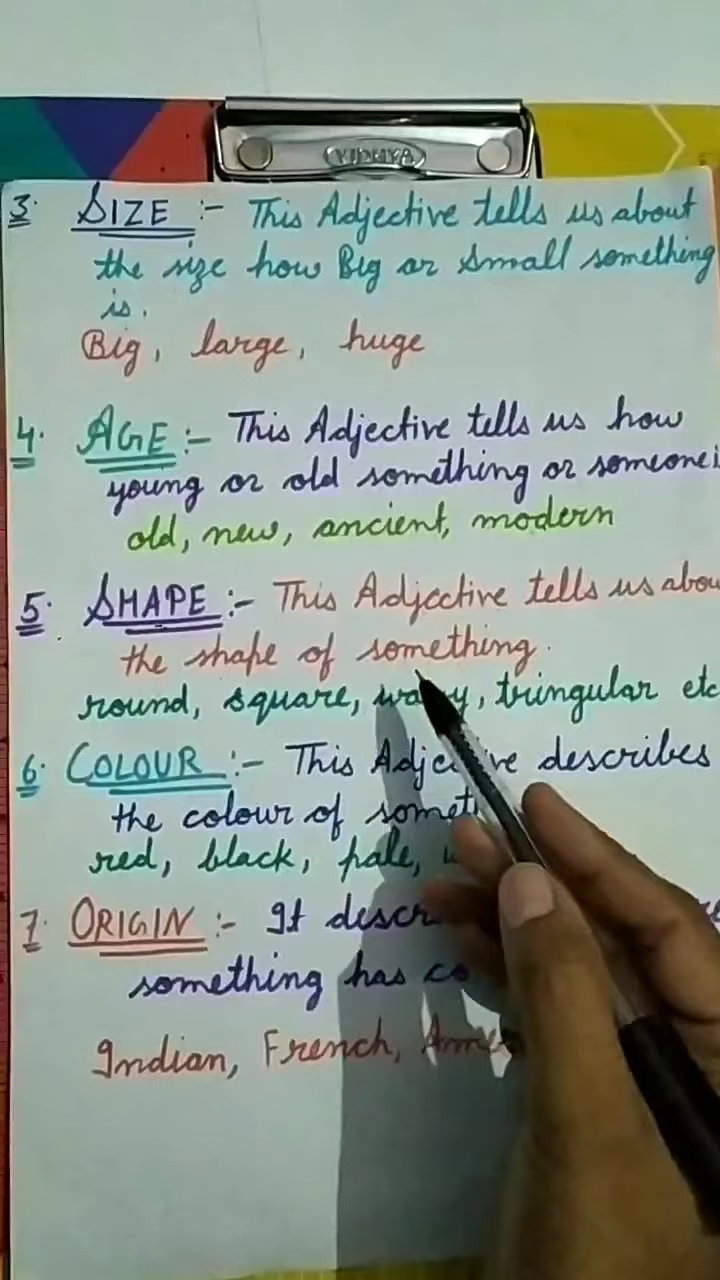 VIDHYA
3. SIZE :- This Adjective tells us about
the size how Big or Small something
is.
Big, large, huge
4. AGE :- This Adjective tells us how
young or old something or someone
old, new, ancient, modern
5. SHAPE :- This Adjective tells us
the shape of something.
round, square, wavy, tringular etc
6. COLOUR :- This Adjective describes
the colour of
red, black, pale,
7. ORIGIN :- It
something has
Indian, French,